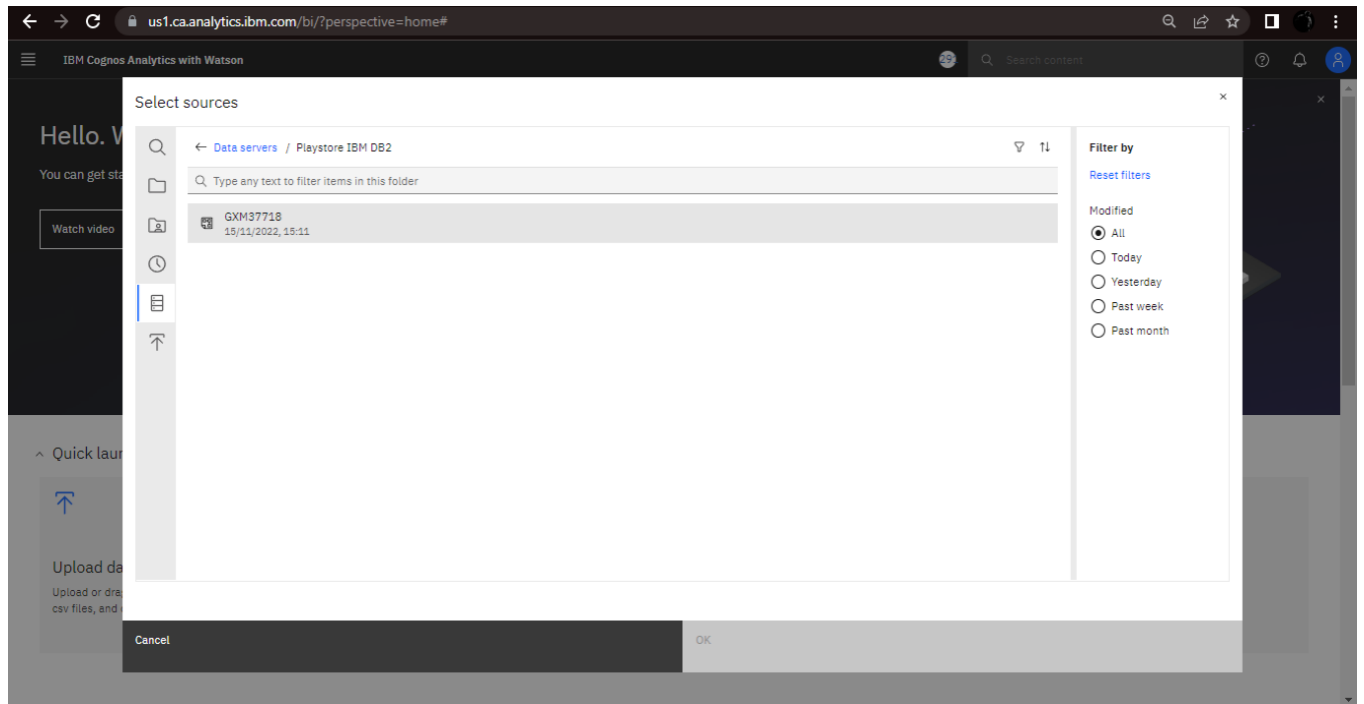 us1.ca.analytics.ibm.com/bi/?perspective=home#
IBM Cognos Analytics with Watson
Search content
Select sources
Hello. W
You can get sta
Watch video
← Data servers / Playstore IBM DB2
Type any text to filter items in this folder
GXM37718
15/11/2022, 15:11
Filter by
Reset filters
Modified
All
Today
Yesterday
Past week
Past month
Quick laun
Upload da
Upload or dra
csv files, and
Cancel
OK